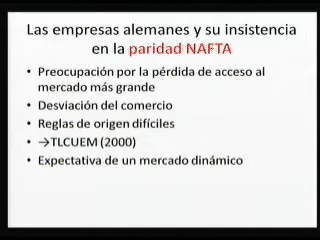 Las empresas alemanes y su insistencia
en la paridad NAFTA
• Preocupación por la pérdida de acceso al
mercado más grande
• Desviación del comercio
• Reglas de origen difíciles
• →TLCUEM (2000)
• Expectativa de un mercado dinámico